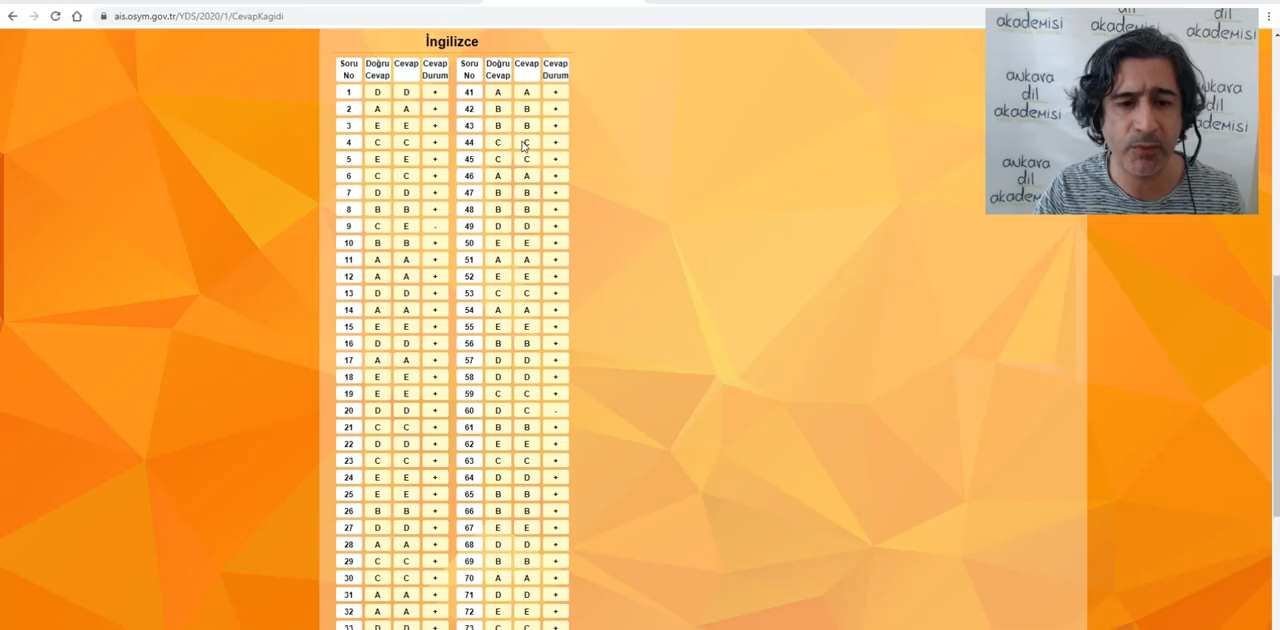 ais.osym.gov.tr/YDS/2020/1/CevapKagidi
İngilizce
Soru No Doğru Cevap Cevap Cevap Durum Soru No Doğru Cevap Cevap Cevap Durum
1 D D + 41 A A +
2 A A + 42 B B +
3 E E + 43 B B +
4 C C + 44 C C +
5 E E + 45 C C +
6 C C + 46 A A +
7 D D + 47 B B +
8 B B + 48 B B +
9 C E - 49 D D +
10 B B + 50 E E +
11 A A + 51 A A +
12 A A + 52 E E +
13 D D + 53 C C +
14 A A + 54 A A +
15 E E + 55 E E +
16 D D + 56 B B +
17 A A + 57 D D +
18 E E + 58 D D +
19 E E + 59 C C +
20 D D + 60 D C -
21 C C + 61 B B +
22 D D + 62 E E +
23 C C + 63 C C +
24 E E + 64 D D +
25 E E + 65 B B +
26 B B + 66 B B +
27 D D + 67 E E +
28 A A + 68 D D +
29 C C + 69 B B +
30 C C + 70 A A +
31 A A + 71 D D +
32 A A + 72 E E +
33 D D + 73 C C +
akademisi
dil
akademisi
dil
akademisi
ankara
dil
akademisi
ankara
dil